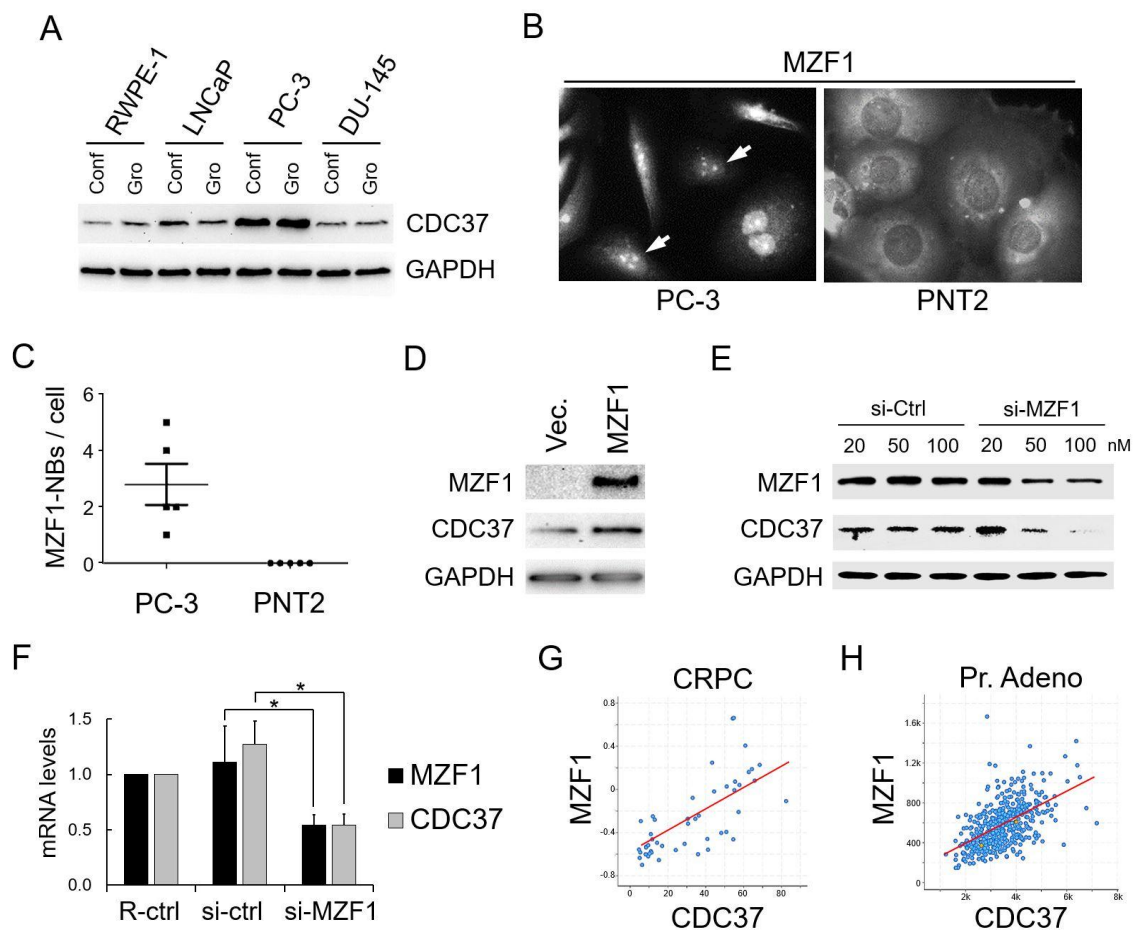 A
RWPE-1 LNCaP PC-3 DU-145
Conf Gro Conf Gro Conf Gro Conf Gro
CDC37
GAPDH
B
MZF1
PC-3 PNT2
C
MZF1-NBs / cell
6
4
2
0
PC-3 PNT2
D
Vec. MZF1
MZF1
CDC37
GAPDH
E
si-Ctrl si-MZF1
20 50 100 20 50 100 nM
MZF1
CDC37
GAPDH
F
mRNA levels
1.5
1.0
0.5
0.0
* *
R-ctrl si-ctrl si-MZF1
MZF1
CDC37
G
CRPC
MZF1
0.8
0.4
0
-0.4
-0.8
0 20 40 60 80
CDC37
H
Pr. Adeno
MZF1
1.6k
1.2k
800
400
0
2k 4k 6k 8k
CDC37